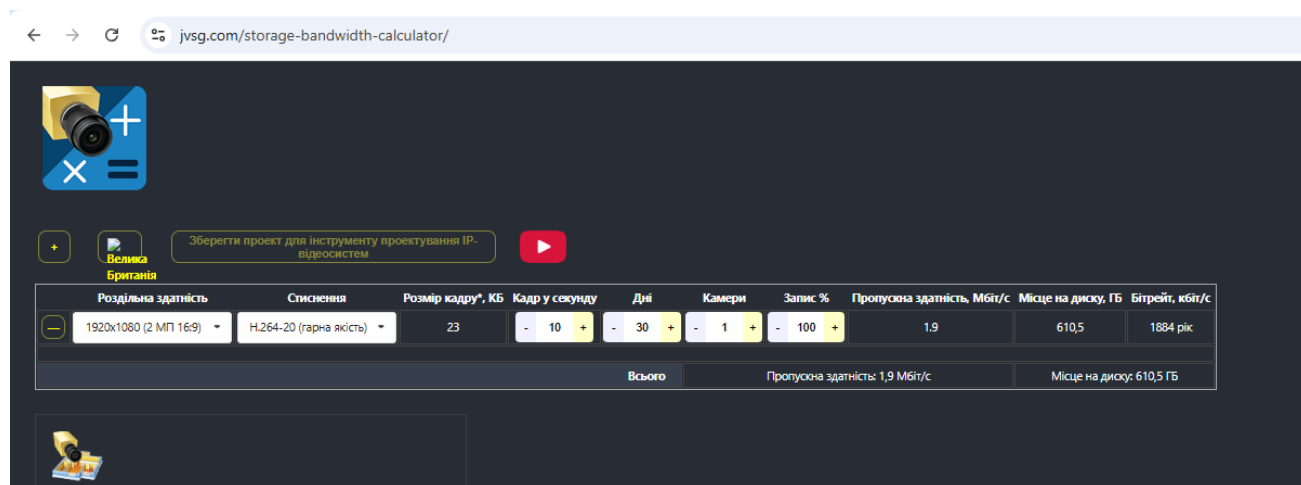 jvsg.com/storage-bandwidth-calculator/
+
Велика Британія
Зберегти проект для інструменту проектування IP-
відеосистем
Роздільна здатність Стиснення Розмір кадру*, КБ Кадр у секунду Дні Камери Запис % Пропускна здатність, Мбіт/с Місце на диску, ГБ Бітрейт, кбіт/с
— 1920x1080 (2 МП 16:9) H.264-20 (гарна якість) 23 - 10 + - 30 + - 1 + - 100 + 1.9 610,5 1884 рік
Всього Пропускна здатність: 1,9 Мбіт/с Місце на диску: 610,5 ГБ